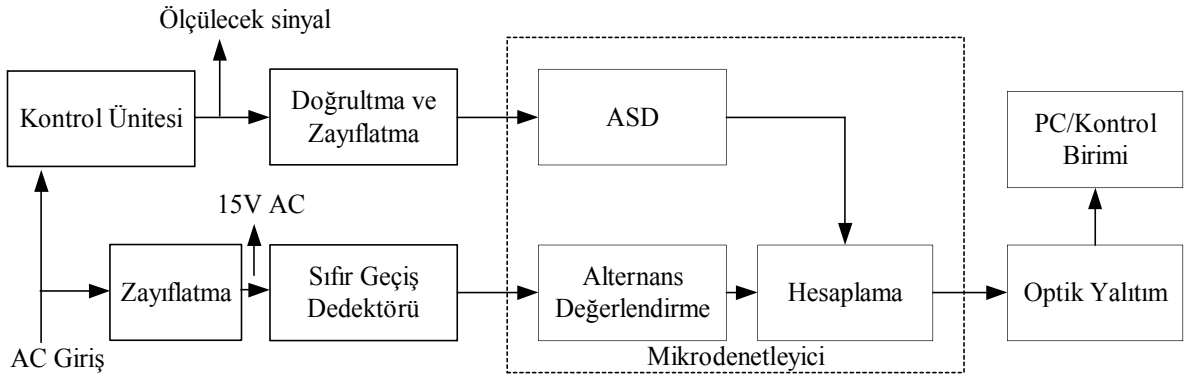 Ölçülecek sinyal
Kontrol Ünitesi
Doğrultma ve
Zayıflatma
ASD
PC/Kontrol
Birimi
15V AC
Zayıflatma
Sıfır Geçiş
Dedektörü
Alternans
Değerlendirme
Hesaplama
Optik Yalıtım
AC Giriş
Mikrodenetleyici